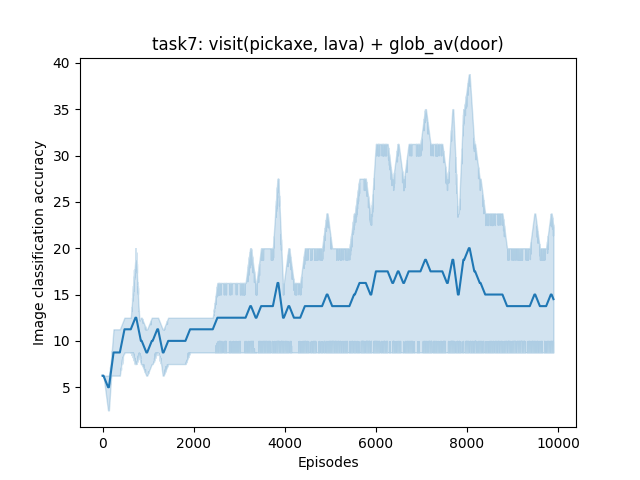 task7: visit(pickaxe, lava) + glob_av(door)
Image classification accuracy
40
35
30
25
20
15
10
5
0 2000 4000 6000 8000 10000
Episodes